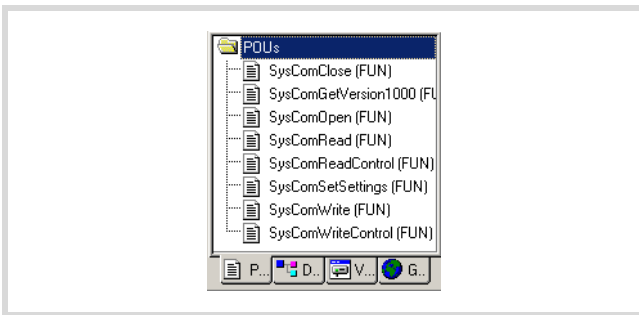 POUs
SysComClose (FUN)
SysComGetVersion1000 (FU
SysComOpen (FUN)
SysComRead (FUN)
SysComReadControl (FUN)
SysComSetSettings (FUN)
SysComWrite (FUN)
SysComWriteControl (FUN)
P... D.. V... G..